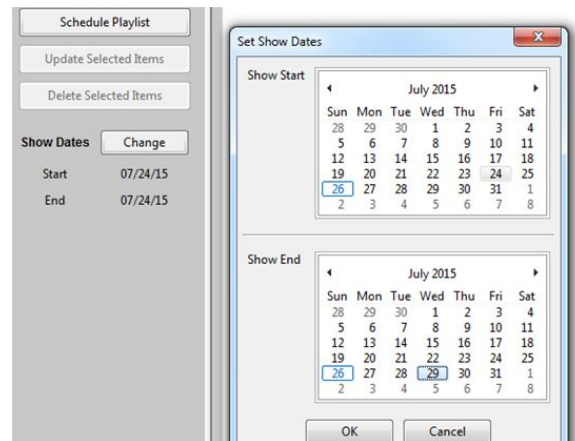 Schedule Playlist
Update Selected Items
Delete Selected Items
Show Dates Change
Start 07/24/15
End 07/24/15
Set Show Dates
Show Start
July 2015
Sun Mon Tue Wed Thu Fri Sat
28 29 30 1 2 3 4
5 6 7 8 9 10 11
12 13 14 15 16 17 18
19 20 21 22 23 24 25
26 27 28 29 30 31 1
2 3 4 5 6 7 8
Show End
July 2015
Sun Mon Tue Wed Thu Fri Sat
28 29 30 1 2 3 4
5 6 7 8 9 10 11
12 13 14 15 16 17 18
19 20 21 22 23 24 25
26 27 28 29 30 31 1
2 3 4 5 6 7 8
OK Cancel